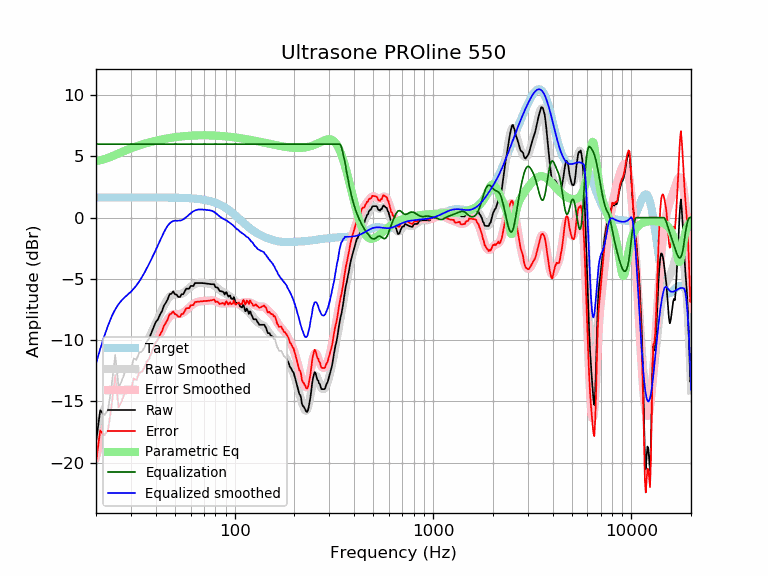 Ultrasone PROline 550
Amplitude (dBr)
10
5
0
−5
−10
−15
−20
Target
Raw Smoothed
Error Smoothed
Raw
Error
Parametric Eq
Equalization
Equalized smoothed
100
1000
10000
Frequency (Hz)